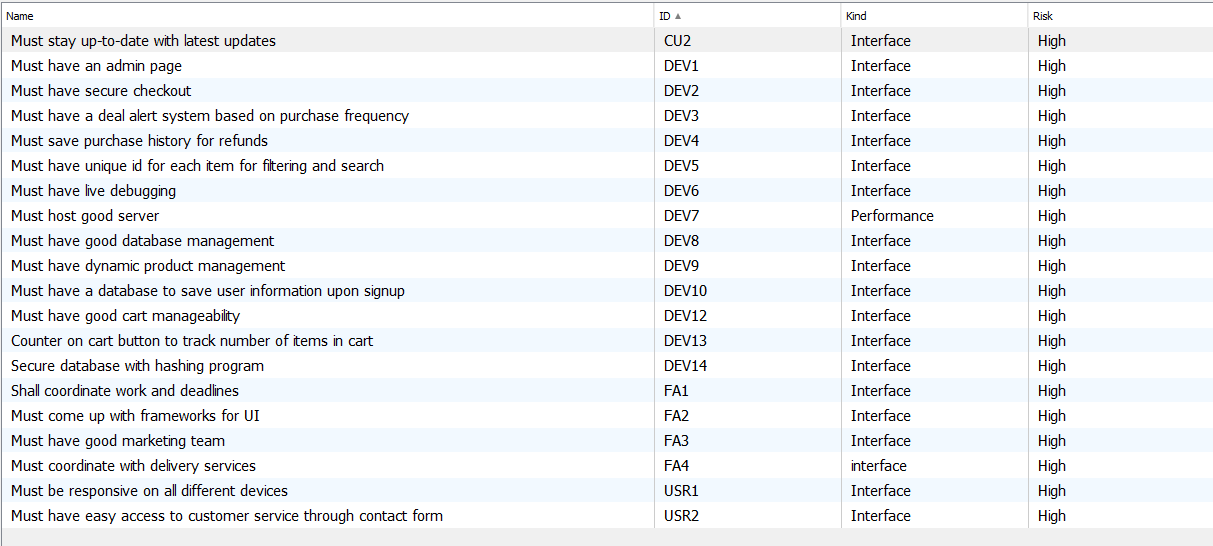 Name ID ▲ Kind Risk
Must stay up-to-date with latest updates CU2 Interface High
Must have an admin page DEV1 Interface High
Must have secure checkout DEV2 Interface High
Must have a deal alert system based on purchase frequency DEV3 Interface High
Must save purchase history for refunds DEV4 Interface High
Must have unique id for each item for filtering and search DEV5 Interface High
Must have live debugging DEV6 Interface High
Must host good server DEV7 Performance High
Must have good database management DEV8 Interface High
Must have dynamic product management DEV9 Interface High
Must have a database to save user information upon signup DEV10 Interface High
Must have good cart manageability DEV12 Interface High
Counter on cart button to track number of items in cart DEV13 Interface High
Secure database with hashing program DEV14 Interface High
Shall coordinate work and deadlines FA1 Interface High
Must come up with frameworks for UI FA2 Interface High
Must have good marketing team FA3 Interface High
Must coordinate with delivery services FA4 interface High
Must be responsive on all different devices USR1 Interface High
Must have easy access to customer service through contact form USR2 Interface High